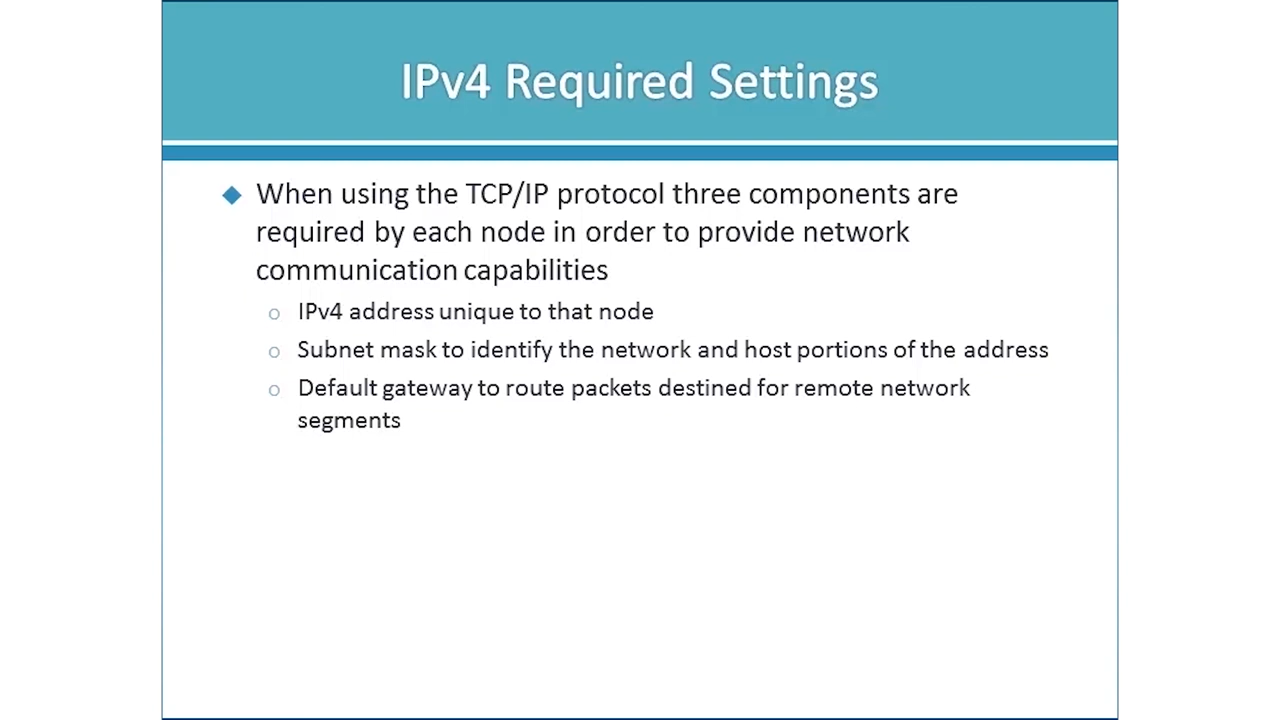 IPv4 Required Settings
When using the TCP/IP protocol three components are
required by each node in order to provide network
communication capabilities
IPv4 address unique to that node
Subnet mask to identify the network and host portions of the address
Default gateway to route packets destined for remote network
segments